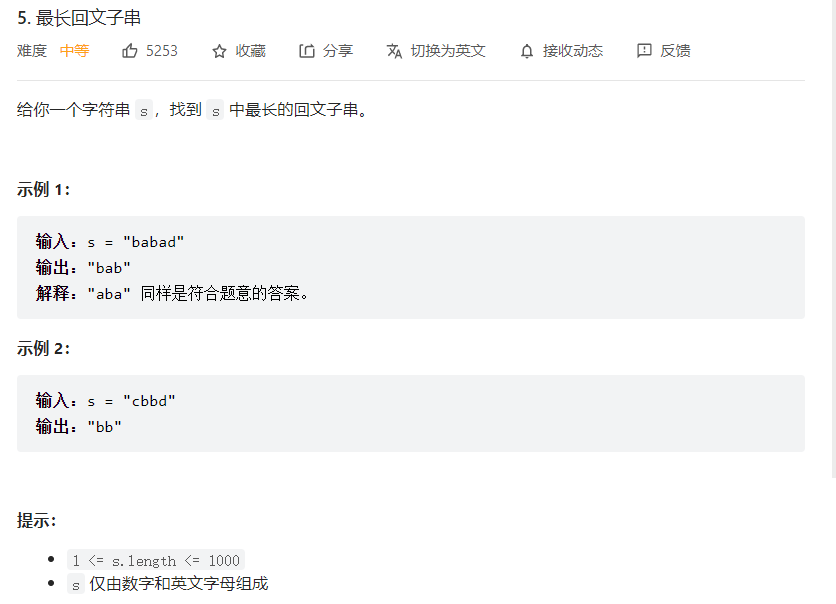 5. 最长回文子串
难度 中等 5253 收藏 分享 切换为英文 接收动态 反馈
给你一个字符串 s，找到 s 中最长的回文子串。
示例 1：
输入：s = "babad"
输出："bab"
解释："aba" 同样是符合题意的答案。
示例 2：
输入：s = "cbbd"
输出："bb"
提示：
1 <= s.length <= 1000
s 仅由数字和英文字母组成